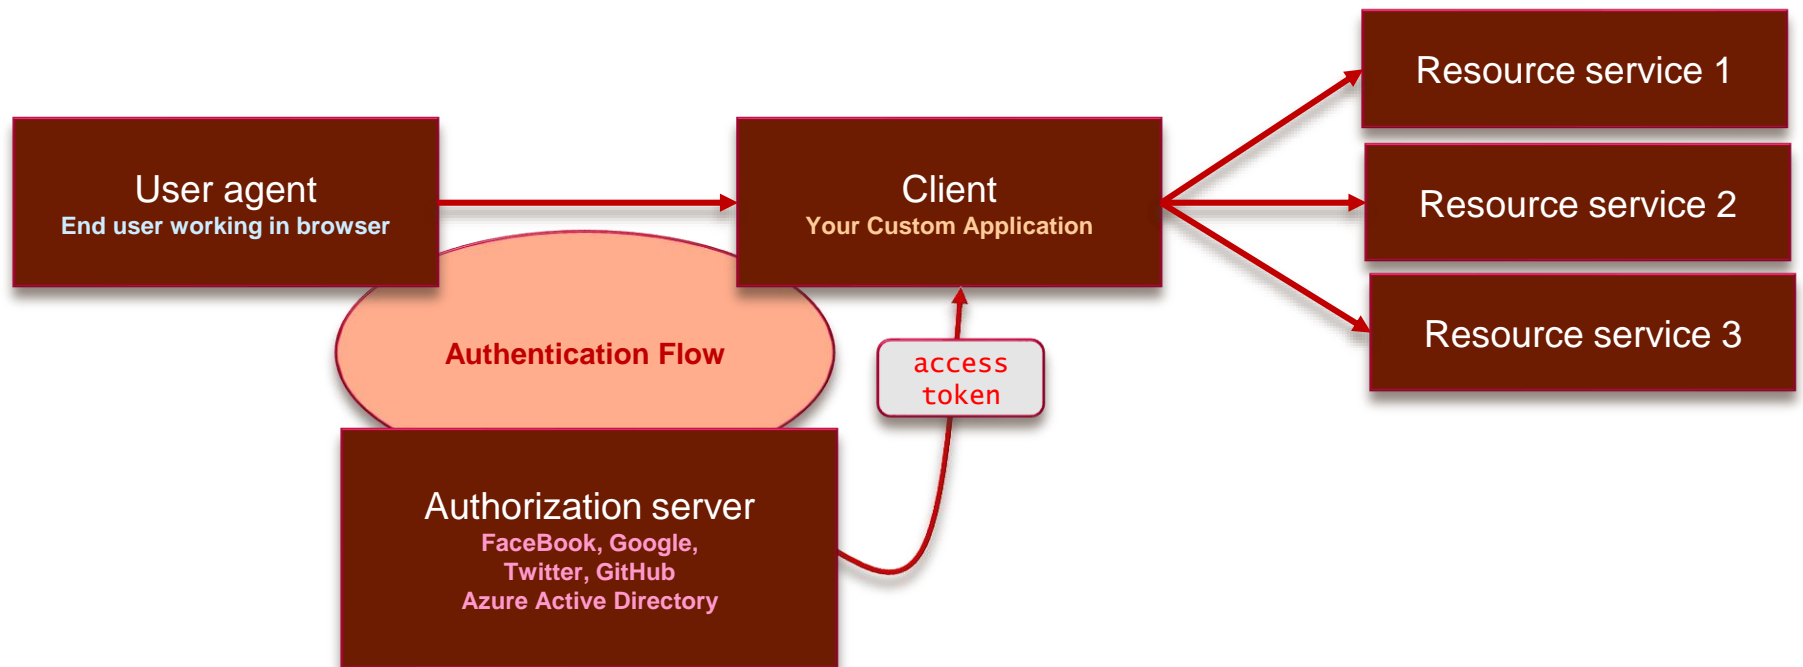 User agent
End user working in browser
Client
Your Custom Application
Resource service 1
Resource service 2
Resource service 3
Authentication Flow
access
token
Authorization server
FaceBook, Google,
Twitter, GitHub
Azure Active Directory